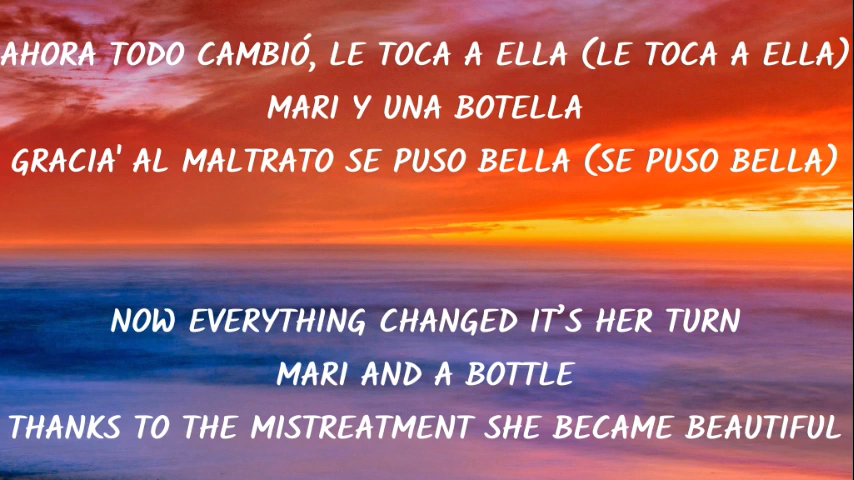 AHORA TODO CAMBIÓ, LE TOCA A ELLA (LE TOCA A ELLA)
MARI Y UNA BOTELLA
GRACIA' AL MALTRATO SE PUSO BELLA (SE PUSO BELLA)
NOW EVERYTHING CHANGED IT'S HER TURN
MARI AND A BOTTLE
THANKS TO THE MISTREATMENT SHE BECAME BEAUTIFUL